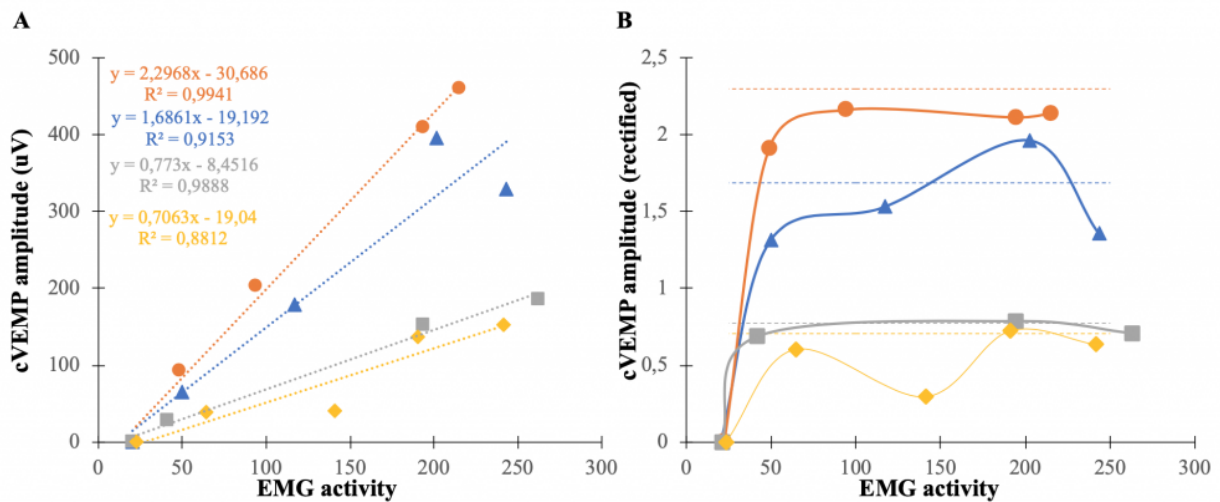 A
500
400
300
200
100
0
cVEMP amplitude (uV)
y = 2,2968x - 30,686
R² = 0,9941
y = 1,6861x - 19,192
R² = 0,9153
y = 0,773x - 8,4516
R² = 0,9888
y = 0,7063x - 19,04
R² = 0,8812
0 50 100 150 200 250 300
EMG activity
B
2,5
2
1,5
1
0,5
0
cVEMP amplitude (rectified)
0 50 100 150 200 250 300
EMG activity